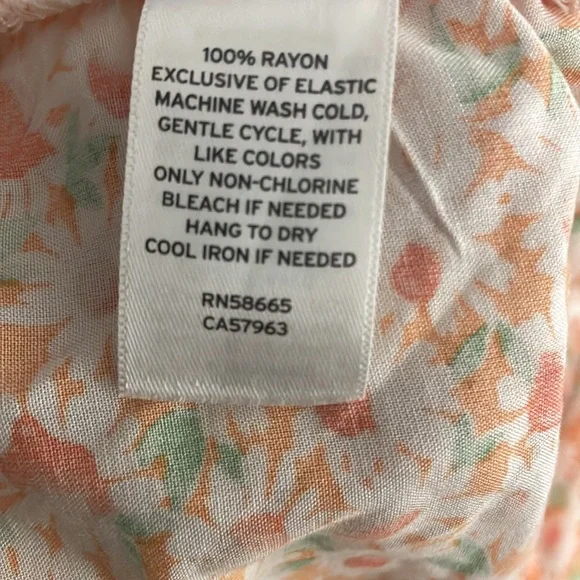 100% RAYON
EXCLUSIVE OF ELASTIC
MACHINE WASH COLD,
GENTLE CYCLE, WITH
LIKE COLORS
ONLY NON-CHLORINE
BLEACH IF NEEDED
HANG TO DRY
COOL IRON IF NEEDED
RN58665
CA57963